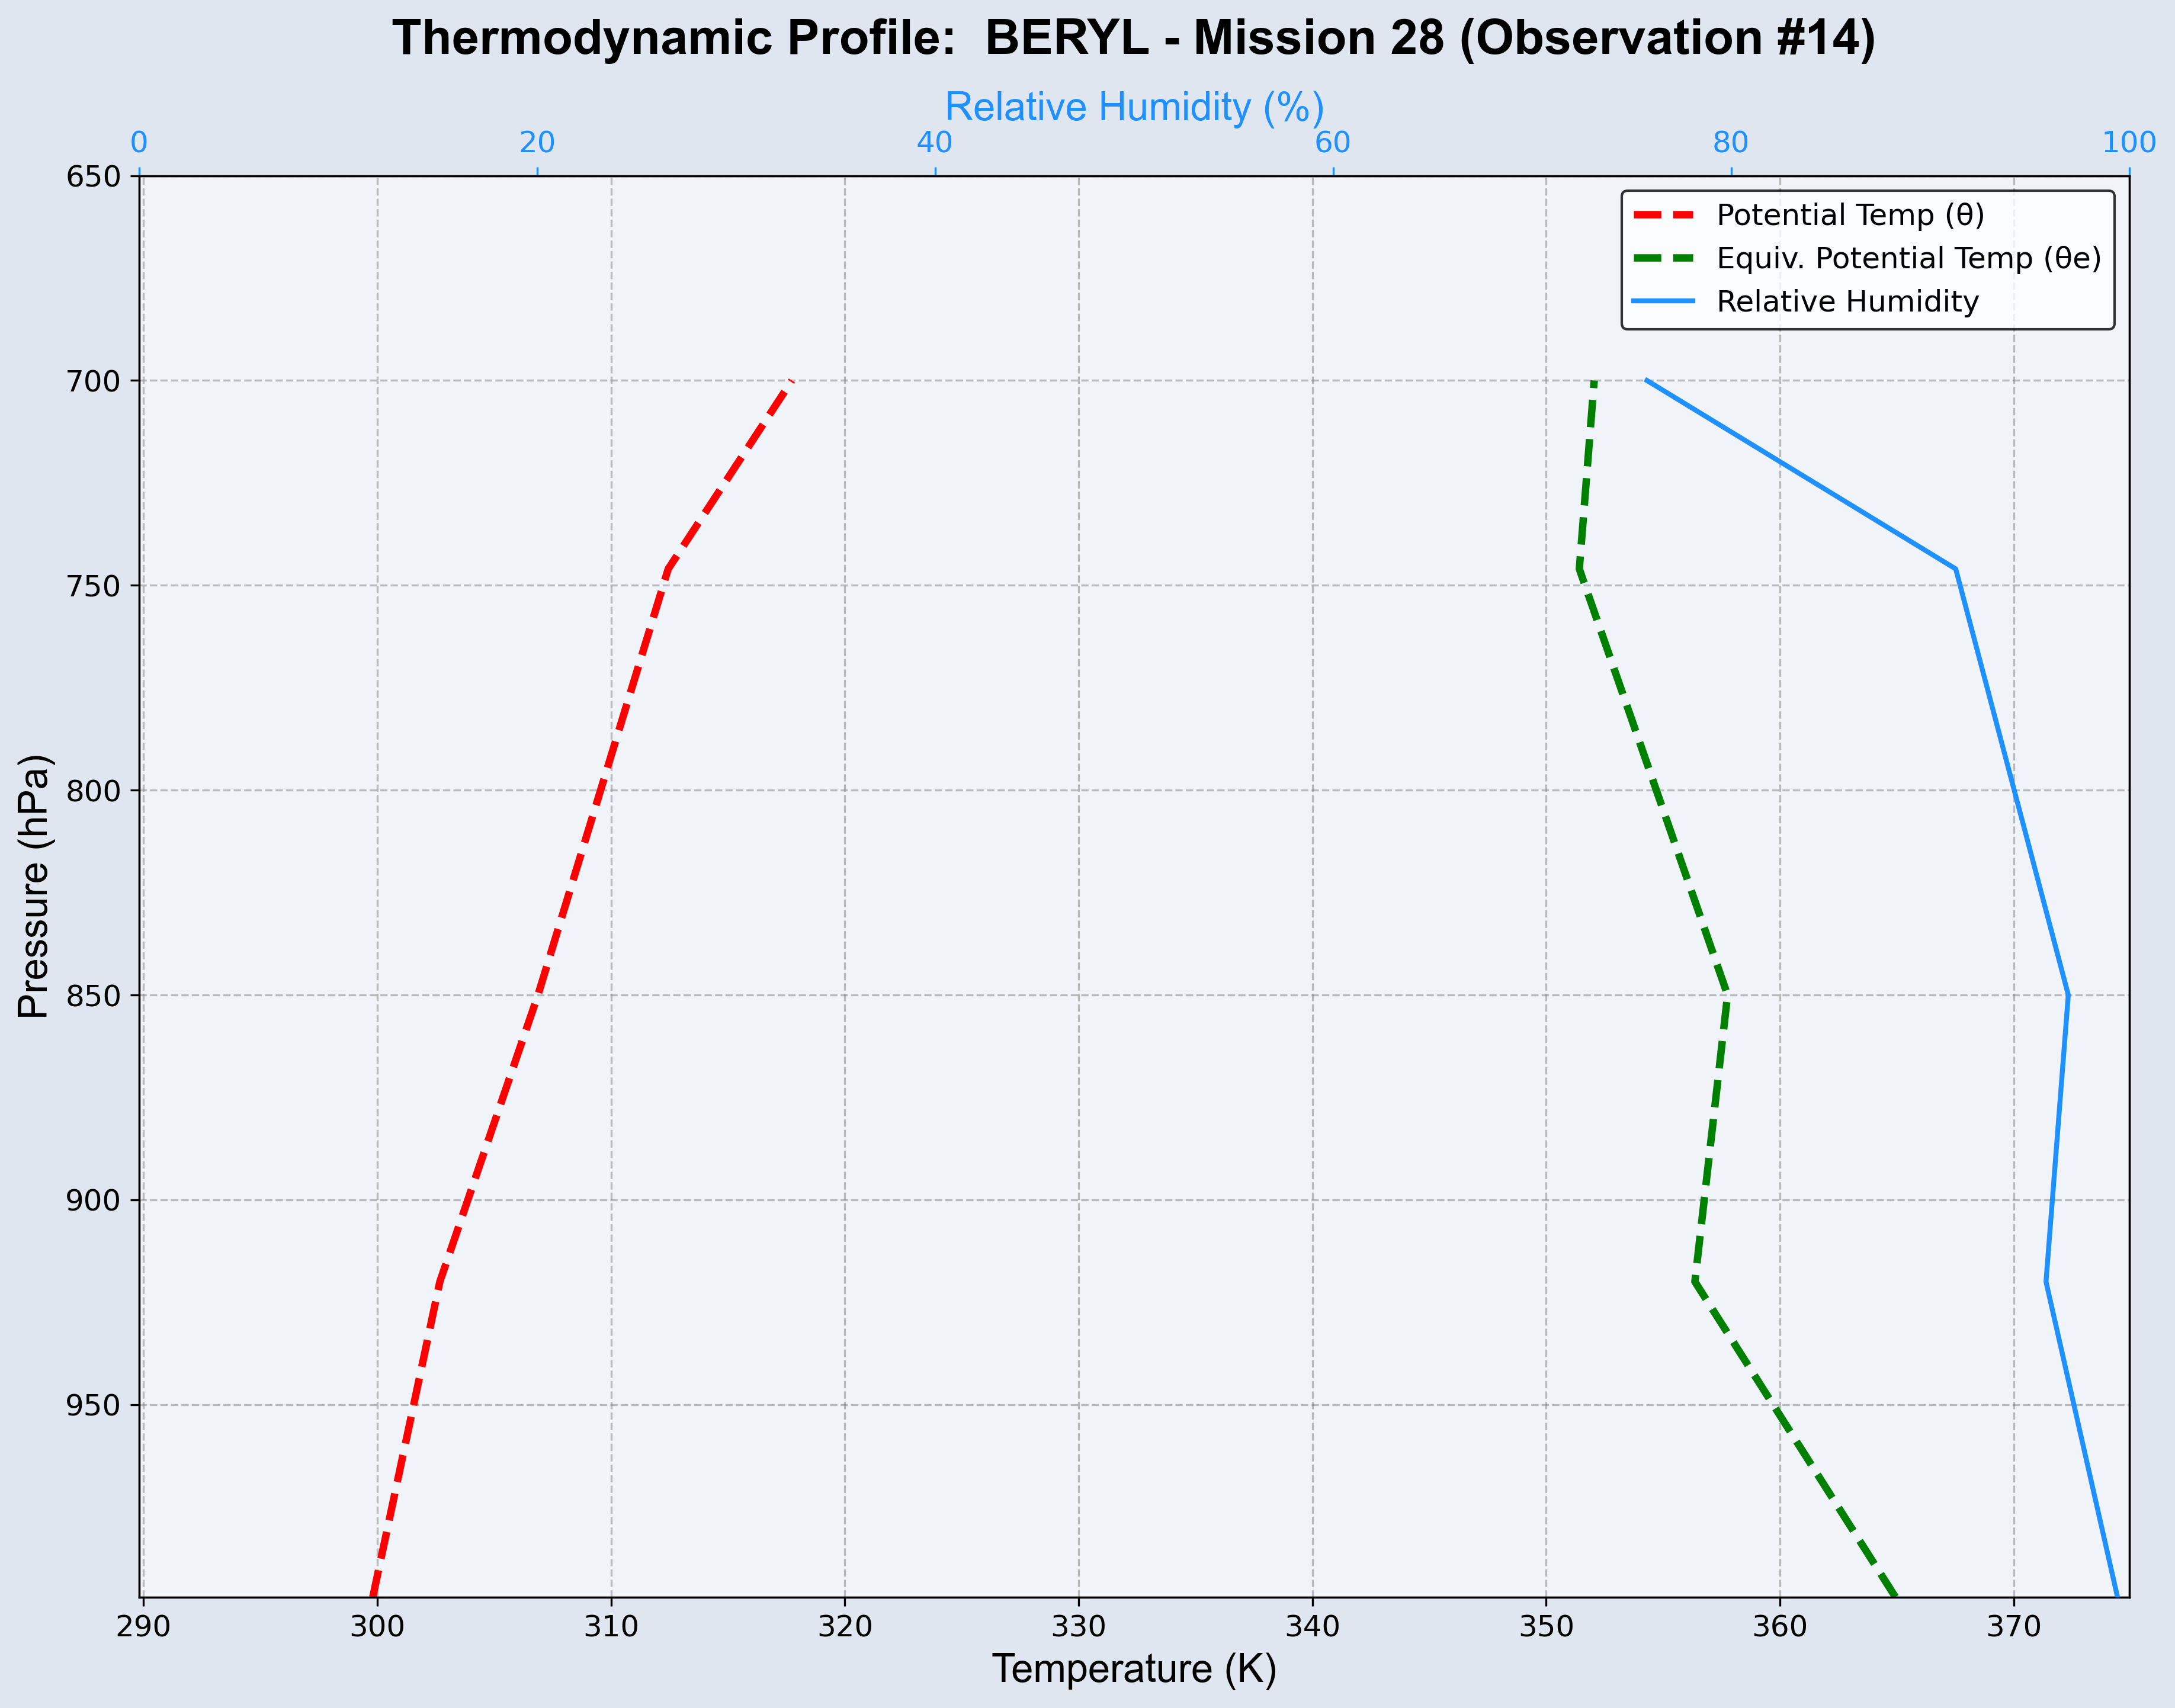 Thermodynamic Profile:  BERYL - Mission 28 (Observation #14)
Relative Humidity (%)
0 20 40 60 80 100
Potential Temp (θ)
Equiv. Potential Temp (θe)
Relative Humidity
650
700
750
800
850
900
950
Pressure (hPa)
290 300 310 320 330 340 350 360 370
Temperature (K)